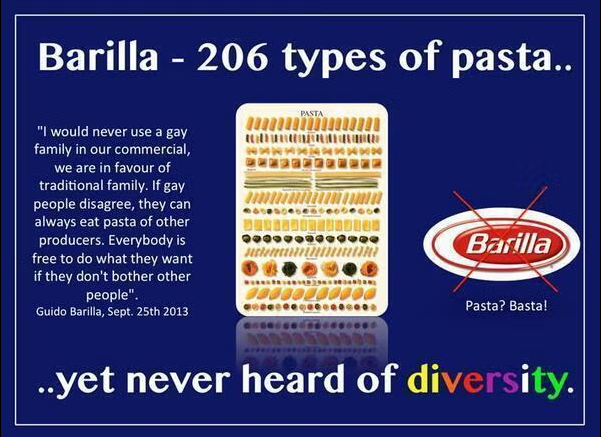 Barilla - 206 types of pasta..
"I would never use a gay
family in our commercial,
we are in favour of
traditional family. If gay
people disagree, they can
always eat pasta of other
producers. Everybody is
free to do what they want
if they don't bother other
people".
Guido Barilla, Sept. 25th 2013
PASTA
Barilla
Pasta? Basta!
..yet never heard of diversity.